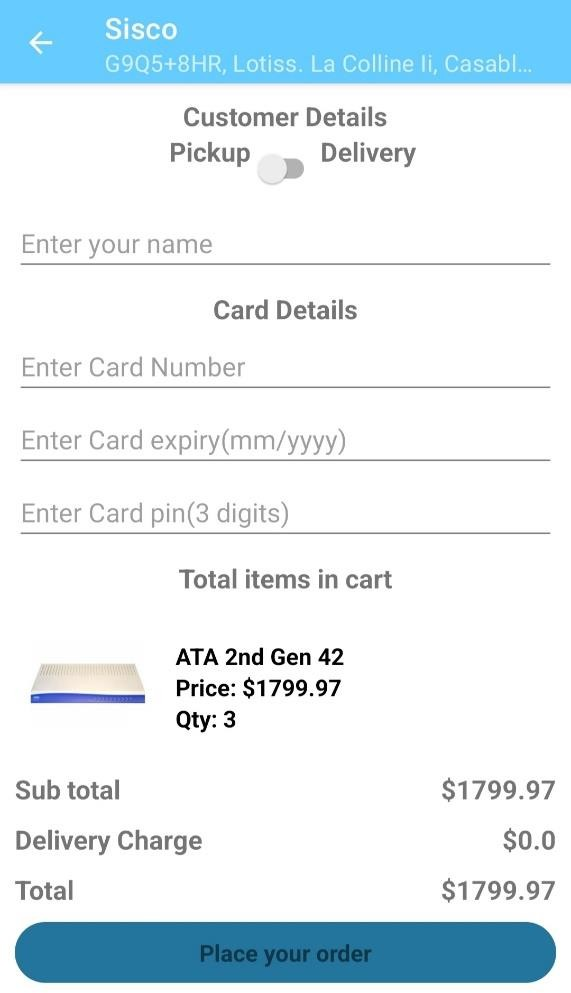 Sisco
G9Q5+8HR, Lotiss. La Colline Ii, Casabl...
Customer Details
Pickup Delivery
Enter your name
Card Details
Enter Card Number
Enter Card expiry(mm/yyyy)
Enter Card pin(3 digits)
Total items in cart
ATA 2nd Gen 42
Price: $1799.97
Qty: 3
Sub total $1799.97
Delivery Charge $0.0
Total $1799.97
Place your order